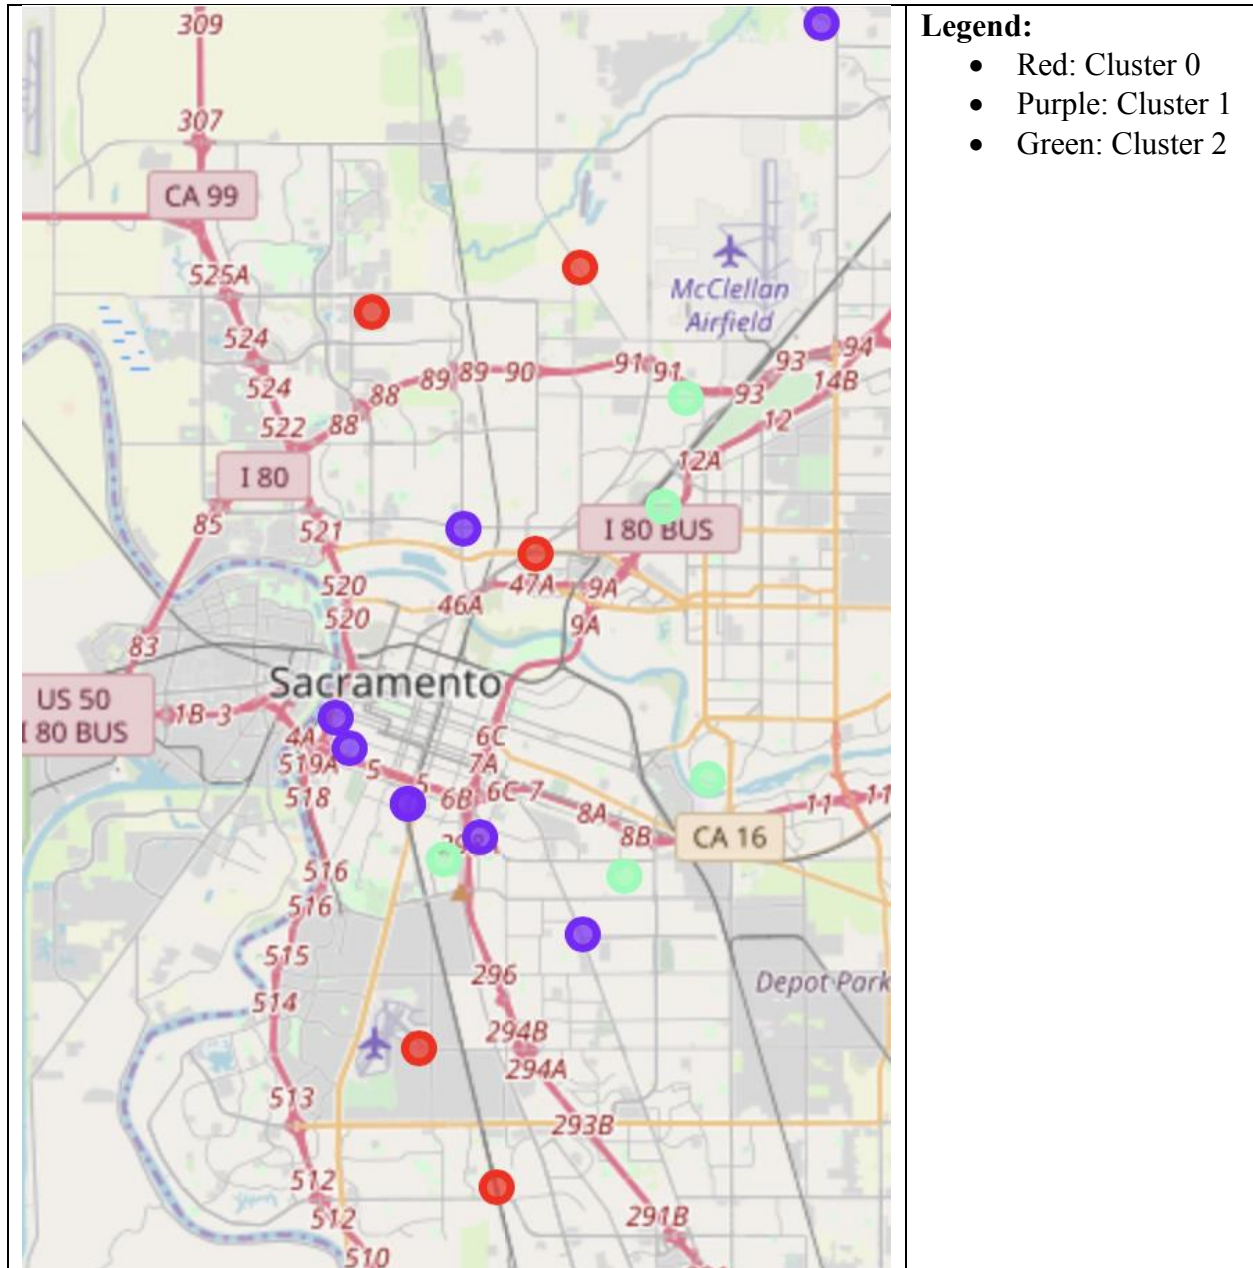 309
307
CA 99
525A
524
524
522
McClellan
Airfield
94
93
93
14B
91
91
90
89
89
88
88
12
12A
I 80
85
521
I 80 BUS
520
520
47A
9A
46A
9A
83
Sacramento
US 50
I 80 BUS
1B
3
4A
519A
518
5
5
6C
7A
6B
6C
7
8A
8B
11
11
CA 16
516
516
515
514
296
294B
294A
Depot Park
513
293B
512
512
510
291B
Legend:
• Red: Cluster 0
• Purple: Cluster 1
• Green: Cluster 2